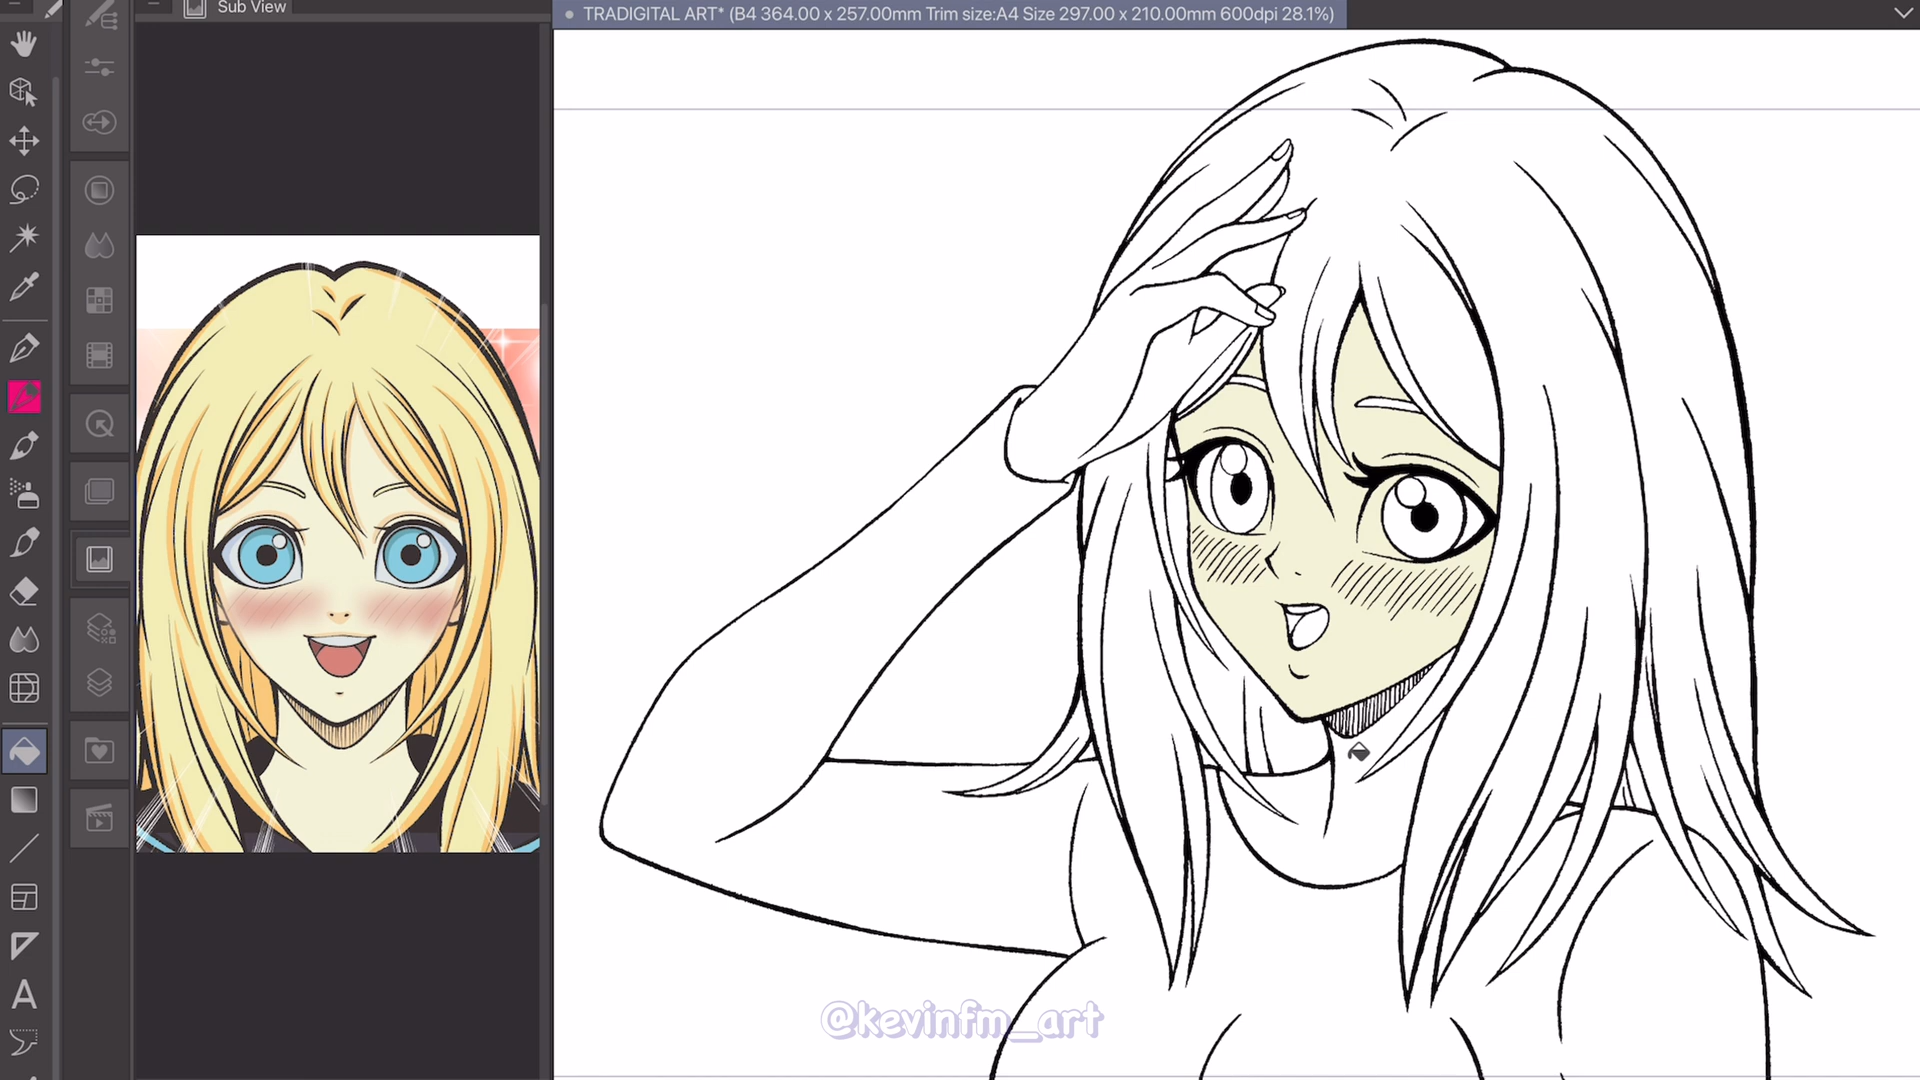 Sub View
TRADIGITAL ART* (B4 364.00 x 257.00mm Trim size:A4 Size 297.00 x 210.00mm 600dpi 28.1%)
A
@kevinfm_art